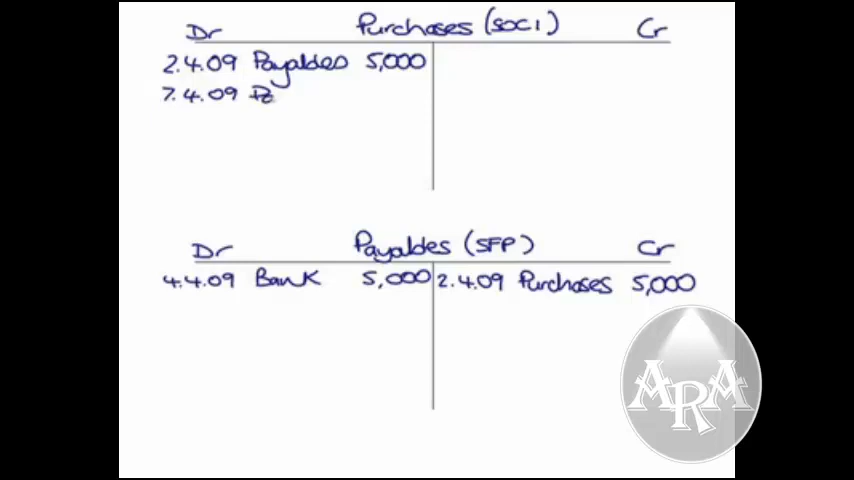 Dr Purchases (SOCI) Cr
2.4.09 Payables 5,000
7.4.09
Dr Payables (SFP) Cr
4.4.09 Bank 5,000 2.4.09 Purchases 5,000
ARA